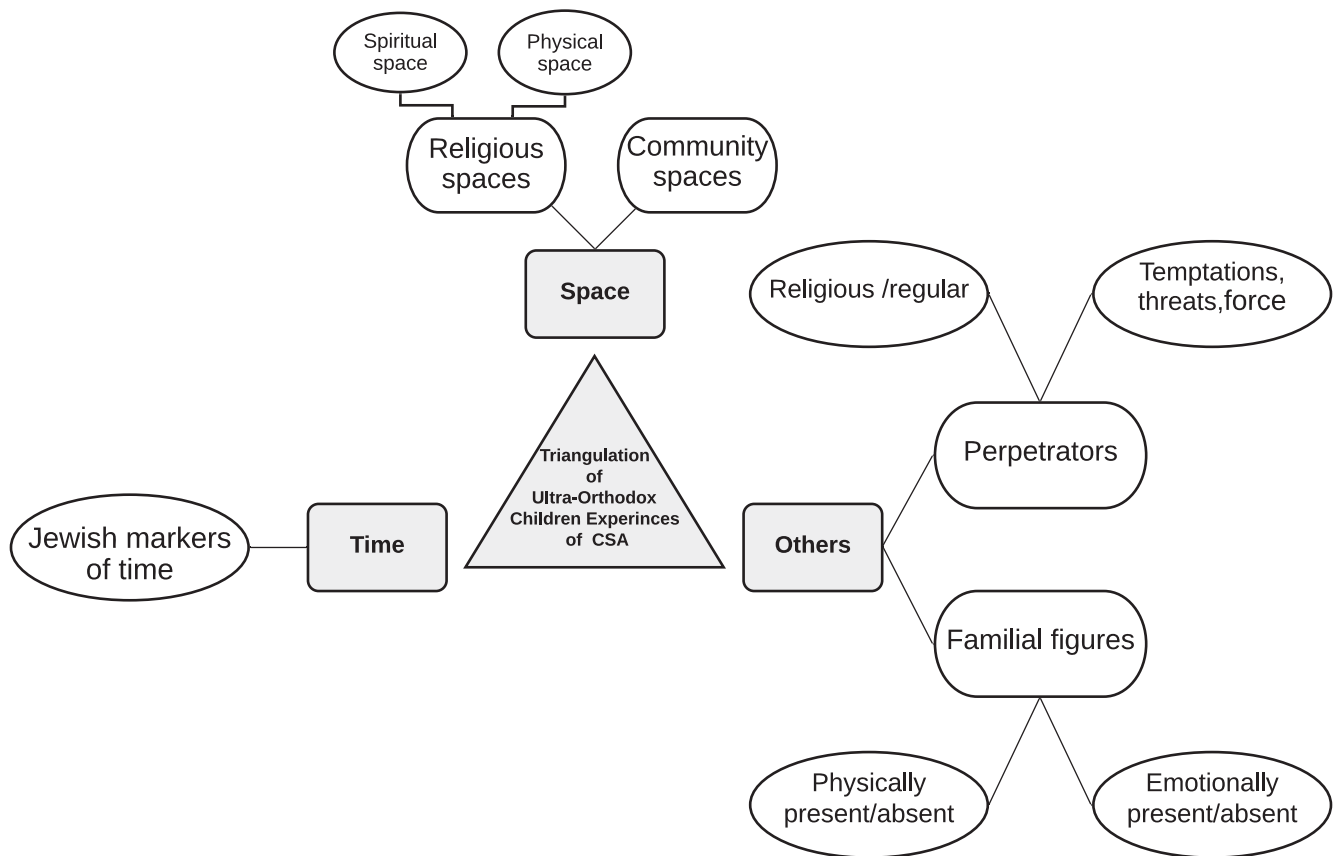 Spiritual
space
Physical
space
Religious
spaces
Community
spaces
Space
Religious /regular
Temptations,
threats,force
Triangulation
of
Ultra-Orthodox
Children Experinces
of CSA
Perpetrators
Jewish markers
of time
Time
Others
Familial figures
Physically
present/absent
Emotionally
present/absent